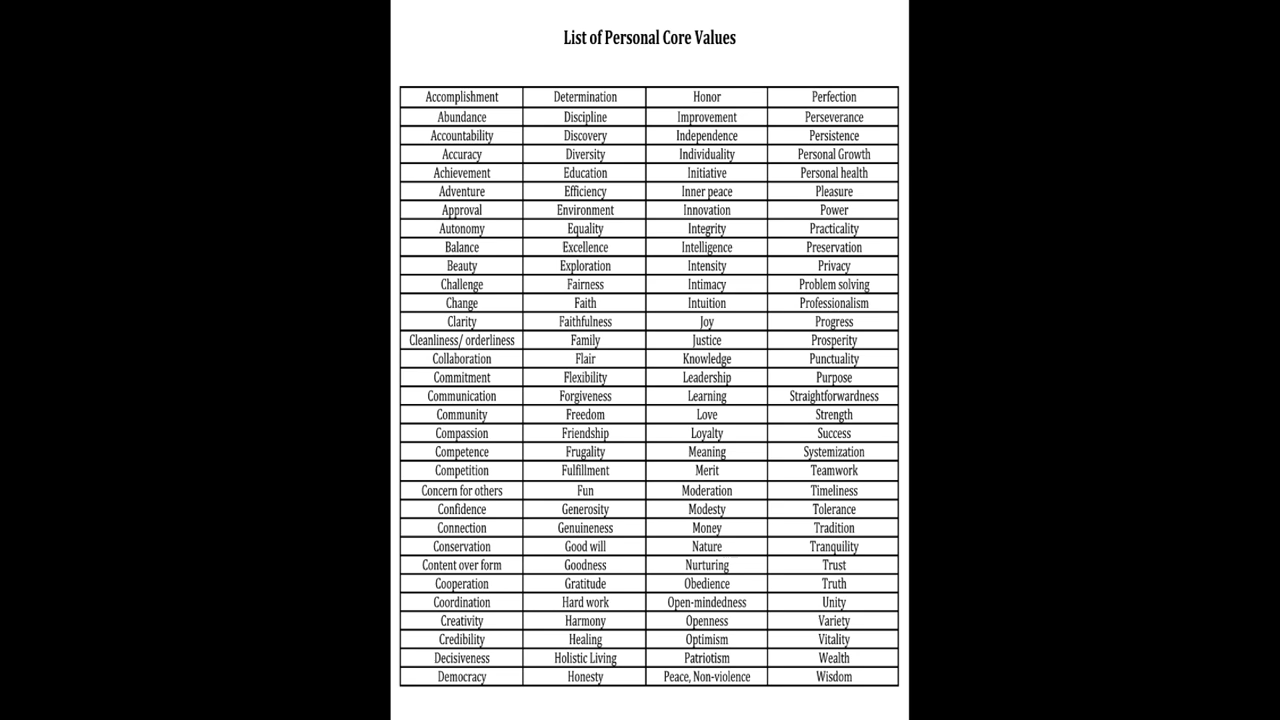 List of Personal Core Values
Accomplishment Determination Honor Perfection
Abundance Discipline Improvement Perseverance
Accountability Discovery Independence Persistence
Accuracy Diversity Individuality Personal Growth
Achievement Education Initiative Personal health
Adventure Efficiency Inner peace Pleasure
Approval Environment Innovation Power
Autonomy Equality Integrity Practicality
Balance Excellence Intelligence Preservation
Beauty Exploration Intensity Privacy
Challenge Fairness Intimacy Problem solving
Change Faith Intuition Professionalism
Clarity Faithfulness Joy Progress
Cleanliness/ orderliness Family Justice Prosperity
Collaboration Flair Knowledge Punctuality
Commitment Flexibility Leadership Purpose
Communication Forgiveness Learning Straightforwardness
Community Freedom Love Strength
Compassion Friendship Loyalty Success
Competence Frugality Meaning Systemization
Competition Fulfillment Merit Teamwork
Concern for others Fun Moderation Timeliness
Confidence Generosity Modesty Tolerance
Connection Genuineness Money Tradition
Conservation Good will Nature Tranquility
Content over form Goodness Nurturing Trust
Cooperation Gratitude Obedience Truth
Coordination Hard work Open-mindedness Unity
Creativity Harmony Openness Variety
Credibility Healing Optimism Vitality
Decisiveness Holistic Living Patriotism Wealth
Democracy Honesty Peace, Non-violence Wisdom